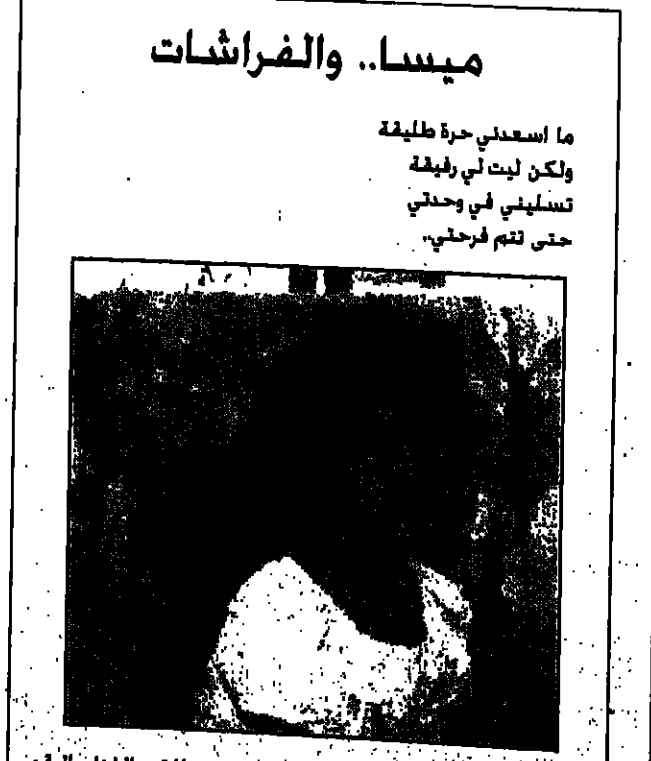 ميسا.. والفراشات
ما اسعدني حرة طليقة
ولكن ليت لي رفيقة
تسليني في وحدتي
حتى تتم فرحتي..